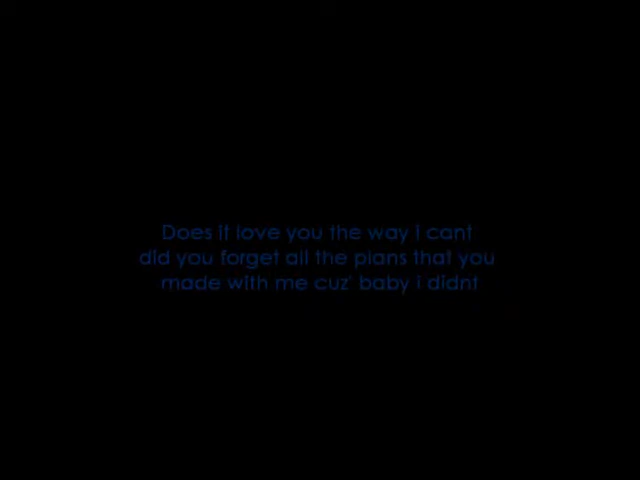 Does it love you the way i cant
did you forget all the plans that you
made with me cuz' baby i didnt